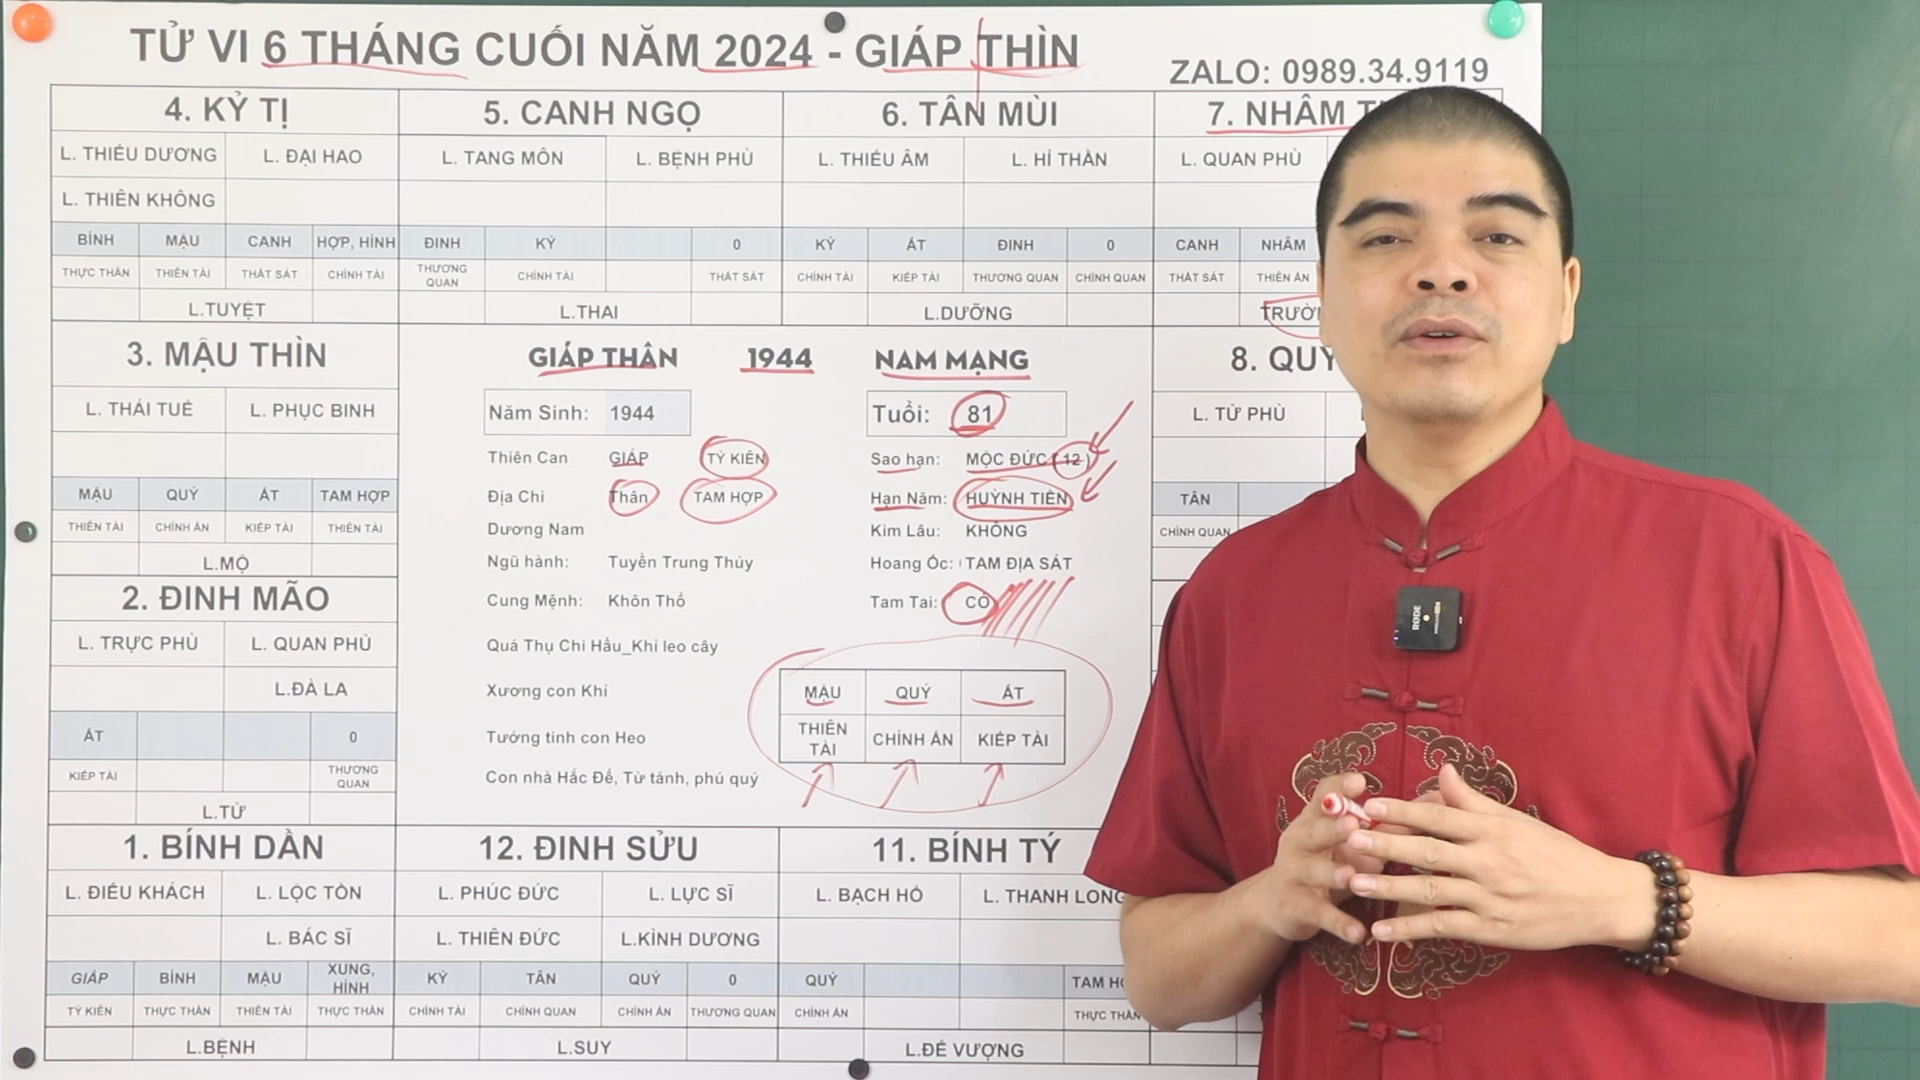 TỬ VI 6 THÁNG CUỐI NĂM 2024 - GIÁP THÌN
ZALO: 0989.34.9119
4. KỶ TỊ
L. THIẾU DƯƠNG L. ĐẠI HAO
L. THIÊN KHÔNG
BÍNH MẬU CANH HỢP, HÌNH
THỰC THẦN THIÊN TÀI THẤT SÁT CHÍNH TÀI
L.TUYỆT
5. CANH NGỌ
L. TANG MÔN L. BỆNH PHÙ
ĐINH KỶ 0
THƯƠNG QUAN CHÍNH TÀI THẤT SÁT
L.THAI
6. TÂN MÙI
L. THIẾU ÂM L. HỈ THẦN
KỶ ẤT ĐINH 0
CHÍNH TÀI KIẾP TÀI THƯƠNG QUAN CHÍNH QUAN
L.DƯỠNG
7. NHÂM
L. QUAN PHÙ
CANH NHÂM
THẤT SÁT THIÊN ẤN
3. MẬU THÌN
L. THÁI TUẾ L. PHỤC BINH
MẬU QUÝ ẤT TAM HỢP
THIÊN TÀI CHÍNH ẤN KIẾP TÀI THIÊN TÀI
L.MỘ
GIÁP THÂN 1944 NAM MẠNG
Năm Sinh: 1944 Tuổi: 81
Thiên Can GIÁP TỶ KIÊN Sao hạn: MỘC ĐỨC (12)
Địa Chi Thân TAM HỢP Hạn Năm: HUỲNH TIỀN
Dương Nam Kim Lâu: KHÔNG
Ngũ hành: Tuyền Trung Thủy Hoang Ốc: TAM ĐỊA SÁT
Cung Mệnh: Khôn Thổ Tam Tai: CÓ
Quá Thụ Chi Hầu_Khỉ leo cây
Xương con Khỉ
Tướng tinh con Heo
Con nhà Hắc Đế, Từ tánh, phú quý
MẬU QUÝ ẤT
THIÊN TÀI CHÍNH ẤN KIẾP TÀI
8. QUÝ
L. TỬ PHÙ
TÂN
CHÍNH QUAN
2. ĐINH MÃO
L. TRỰC PHÙ L. QUAN PHỦ
L.ĐÀ LA
ẤT 0
KIẾP TÀI THƯƠNG QUAN
L.TỬ
1. BÍNH DẦN
L. ĐIẾU KHÁCH L. LỘC TỒN
L. BÁC SĨ
GIÁP BÍNH MẬU XUNG, HÌNH
TỶ KIÊN THỰC THẦN THIÊN TÀI THỰC THẦN
L.BỆNH
12. ĐINH SỬU
L. PHÚC ĐỨC L. LỰC SĨ
L. THIÊN ĐỨC L.KÌNH DƯƠNG
KỶ TÂN QUÝ 0
CHÍNH TÀI CHÍNH QUAN CHÍNH ẤN THƯƠNG QUAN
L.SUY
11. BÍNH TÝ
L. BẠCH HỔ L. THANH LONG
QUÝ TAM
CHÍNH ẤN THỰC THẦN
L.ĐẾ VƯỢNG
RØDE